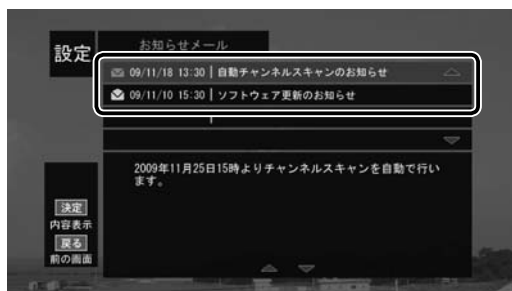 設定
お知らせメール
09/11/18 13:30 | 自動チャンネルスキャンのお知らせ
09/11/10 15:30 | ソフトウェア更新のお知らせ
2009年11月25日15時よりチャンネルスキャンを自動で行い
ます。
決定
内容表示
戻る
前の画面